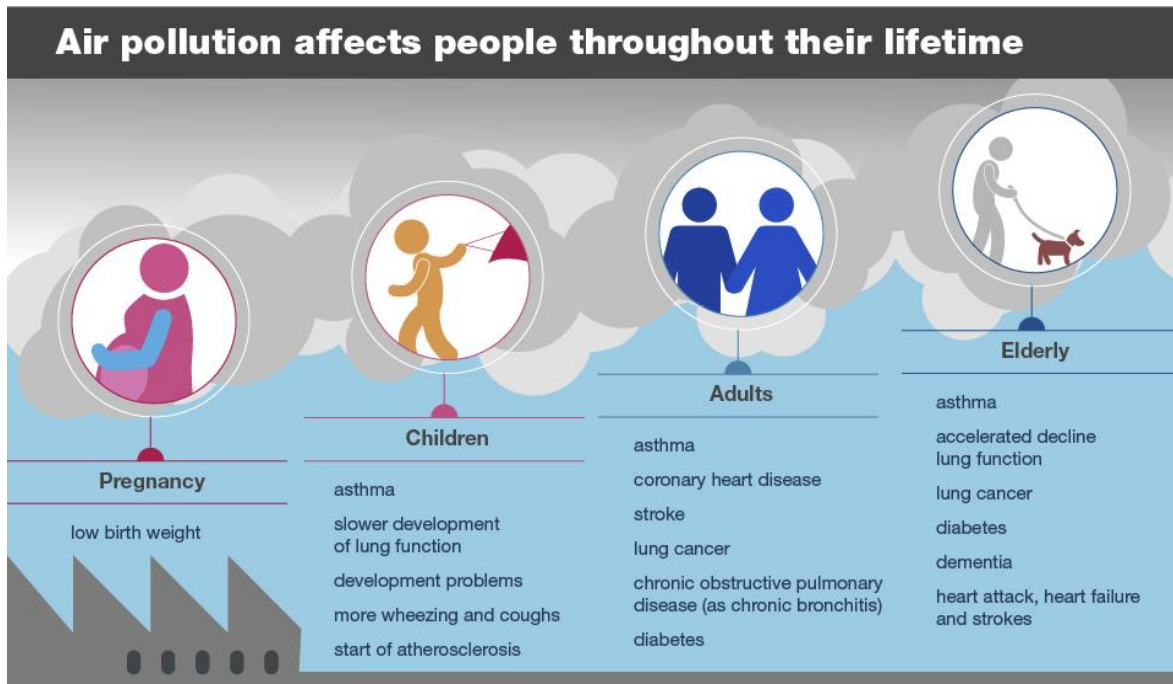 Air pollution affects people throughout their lifetime
Pregnancy
low birth weight
Children
asthma
slower development
of lung function
development problems
more wheezing and coughs
start of atherosclerosis
Adults
asthma
coronary heart disease
stroke
lung cancer
chronic obstructive pulmonary
disease (as chronic bronchitis)
diabetes
Elderly
asthma
accelerated decline
lung function
lung cancer
diabetes
dementia
heart attack, heart failure
and strokes